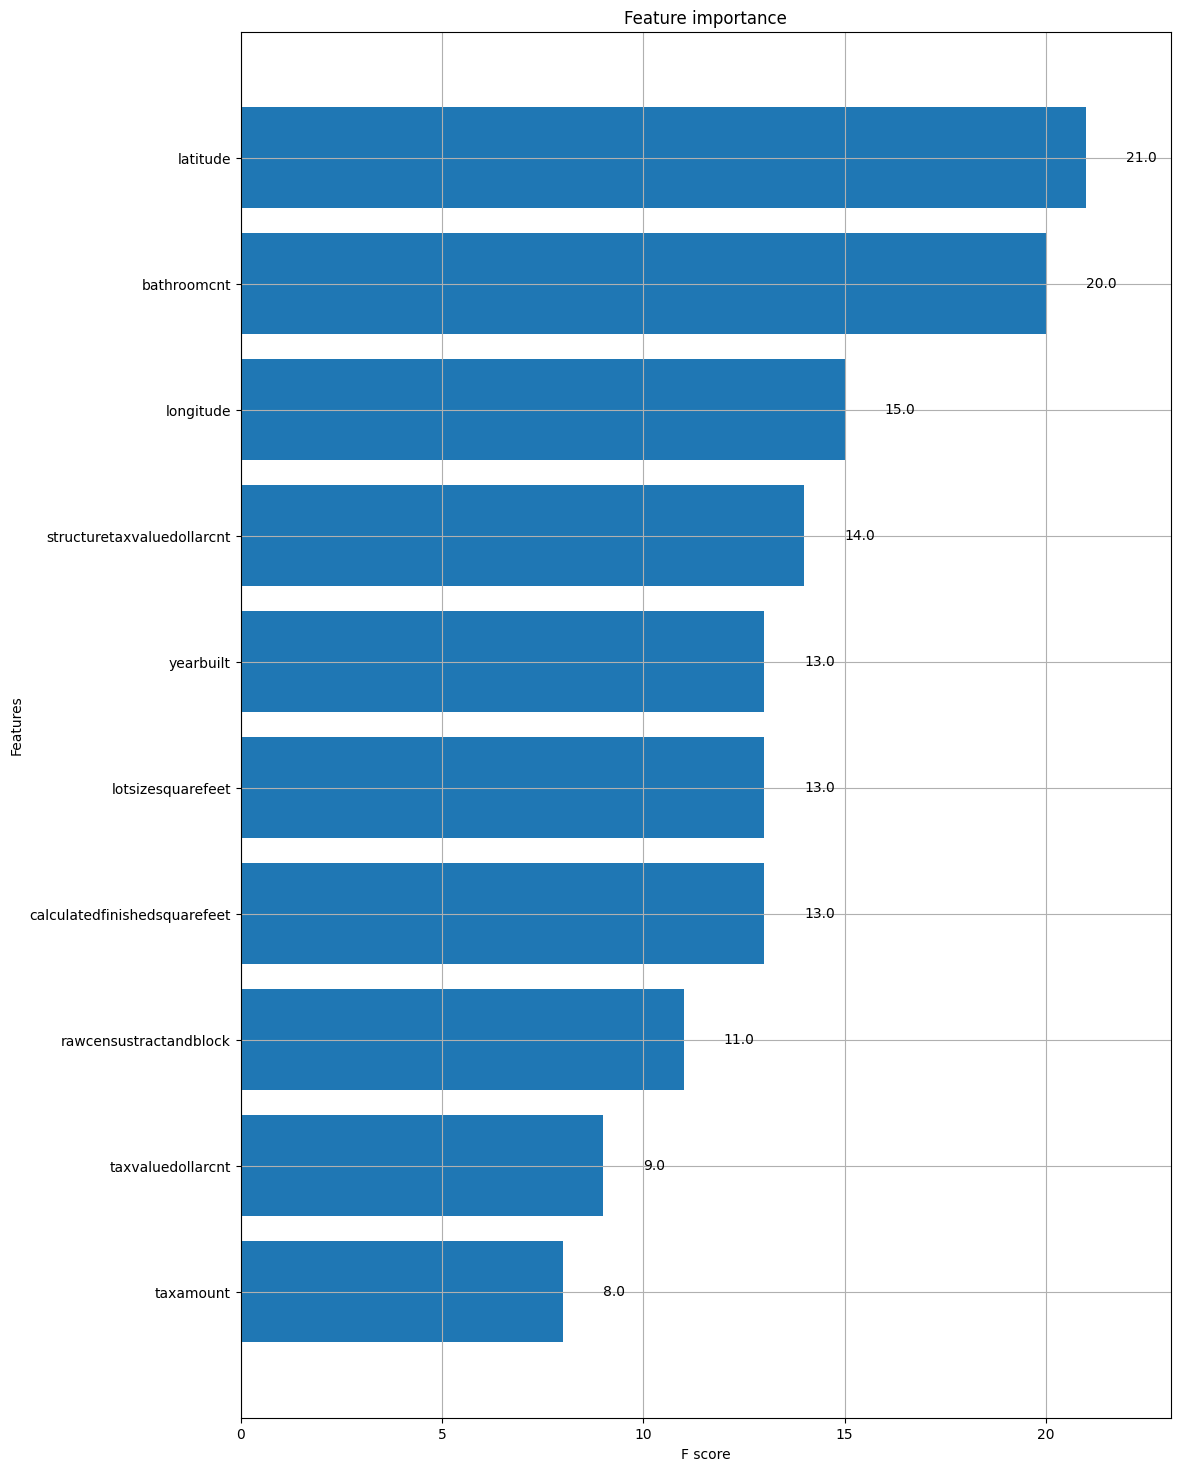 Feature importance
latitude
21.0
bathroomcnt
20.0
longitude
15.0
structuretaxvaluedollarcnt
14.0
yearbuilt
13.0
lotsizesquarefeet
13.0
calculatedfinishedsquarefeet
13.0
rawcensustractandblock
11.0
taxvaluedollarcnt
9.0
taxamount
8.0
Features
0
5
10
15
20
F score